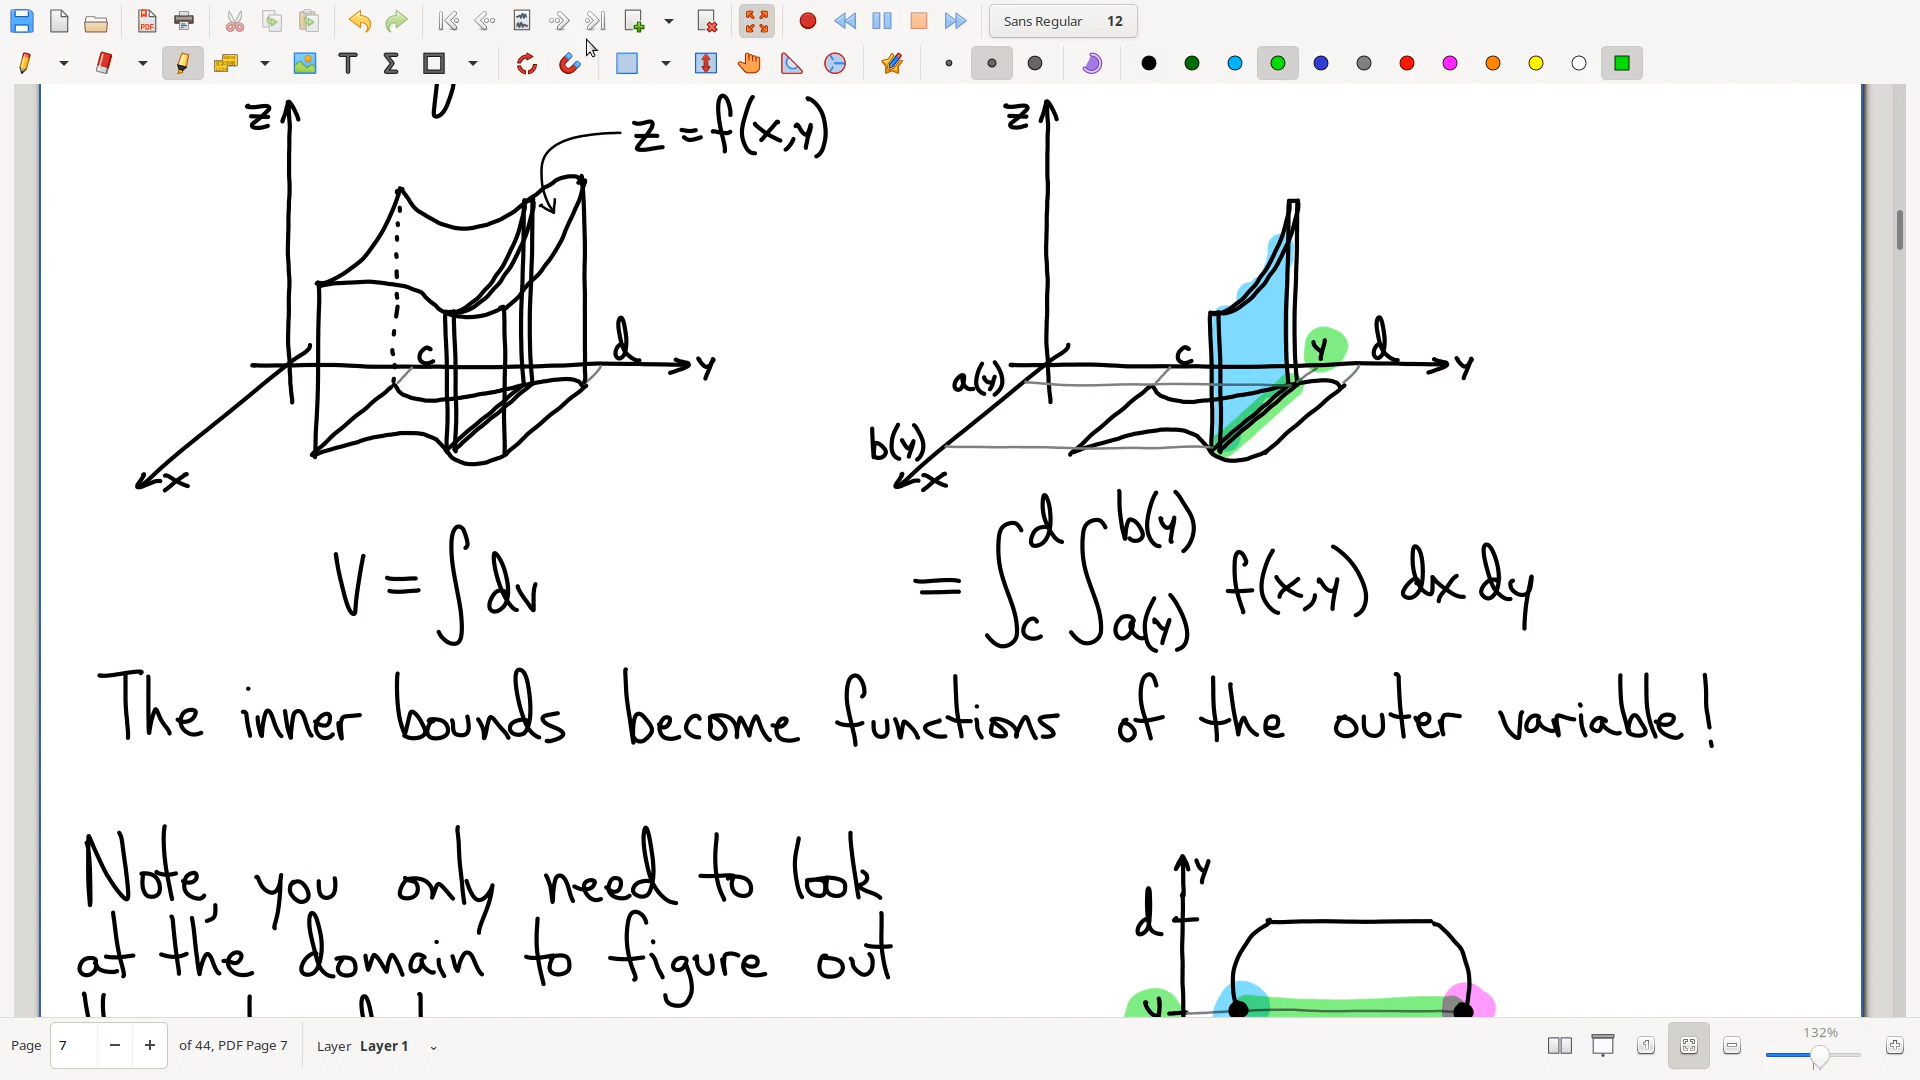 Sans Regular 12
z
z = f(x,y)
c
d
y
x
z
c
y
d
y
a(y)
b(y)
x
V = ∫ dv
= ∫_c^d ∫_{a(y)}^{b(y)} f(x,y) dx dy
The inner bounds become functions of the outer variable!
Note, you only need to look
at the domain to figure out
y
d
y
Page 7 of 44, PDF Page 7 Layer Layer 1
132%